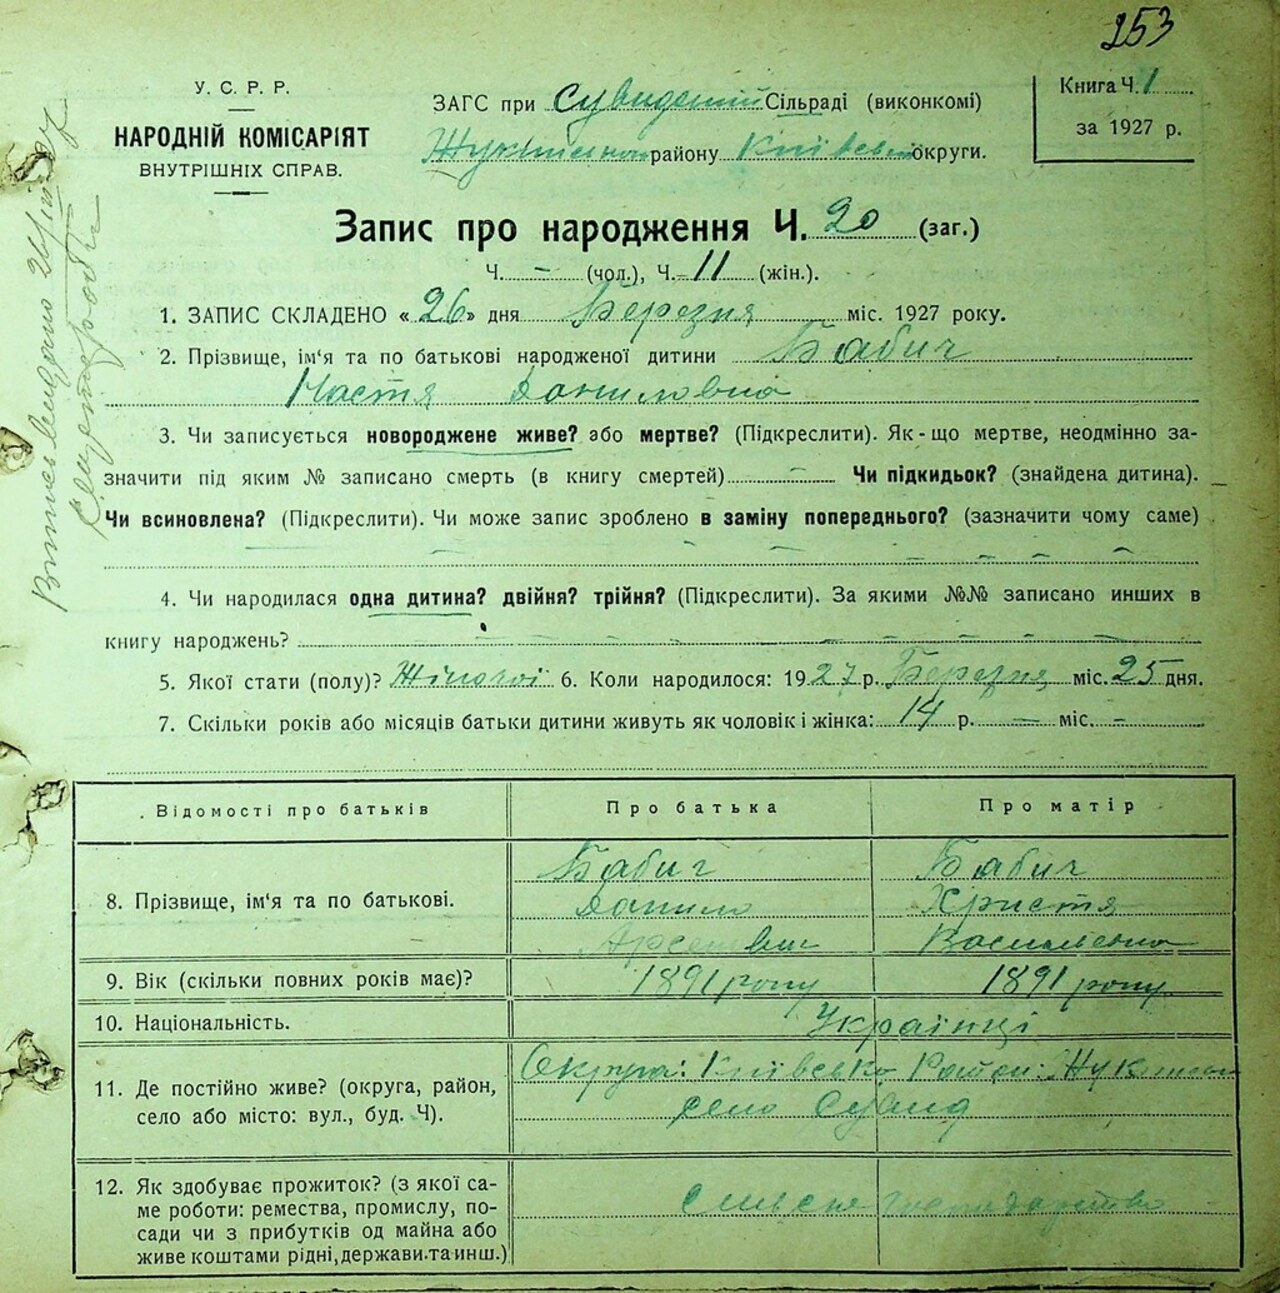 253
У. С. Р. Р.
НАРОДНІЙ КОМІСАРІЯТ
ВНУТРІШНІХ СПРАВ.
ЗАГС при Сувидській Сільраді (виконкомі)
району Київської округи.
Книга Ч. 1
за 1927 р.
Запис про народження Ч. 20 (заг.)
Ч. – (чол.), Ч. 11 (жін.).
1. ЗАПИС СКЛАДЕНО « 26 » дня Березня міс. 1927 року.
2. Прізвище, ім‘я та по батькові народженої дитини Бабич
Настя Даниловна
3. Чи записується новороджене живе? або мертве? (Підкреслити). Як-що мертве, неодмінно за-
значити під яким № записано смерть (в книгу смертей) – Чи підкидьок? (знайдена дитина).
Чи всиновлена? (Підкреслити). Чи може запис зроблено в заміну попереднього? (зазначити чому саме)
4. Чи народилася одна дитина? двійня? трійня? (Підкреслити). За якими №№ записано инших в
книгу народжень?
5. Якої стати (полу)? Жіночої 6. Коли народилося: 1927 р. Березня міс. 25 дня.
7. Скільки років або місяців батьки дитини живуть як чоловік і жінка: 14 р. – міс. –
Відомості про батьків Про батька Про матір
8. Прізвище, ім‘я та по батькові.
Бабич Бабич
Данило Христя
Васильевна
9. Вік (скільки повних років має)? 1891 року 1891 року
10. Національність. Українці
11. Де постійно живе? (округа, район,
село або місто: вул., буд. Ч).
Округа: Київська Район:
село Сувид
12. Як здобуває прожиток? (з якої са-
ме роботи: ремества, промислу, по-
сади чи з прибутків од майна або
живе коштами рідні, держави та инш.)
Сильске господарство